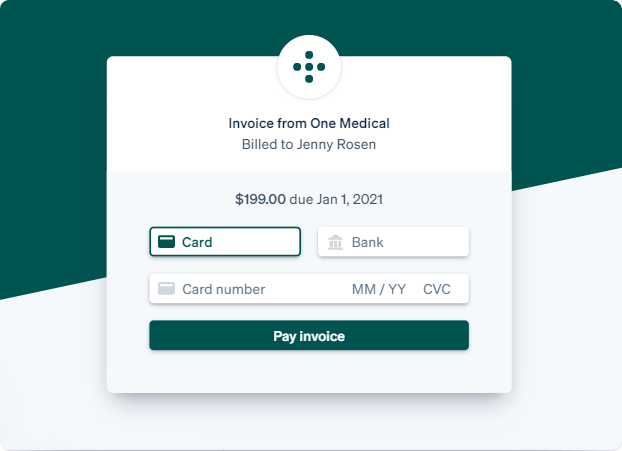 Invoice from One Medical
Billed to Jenny Rosen
$199.00 due Jan 1, 2021
Card Bank
Card number MM / YY CVC
Pay invoice